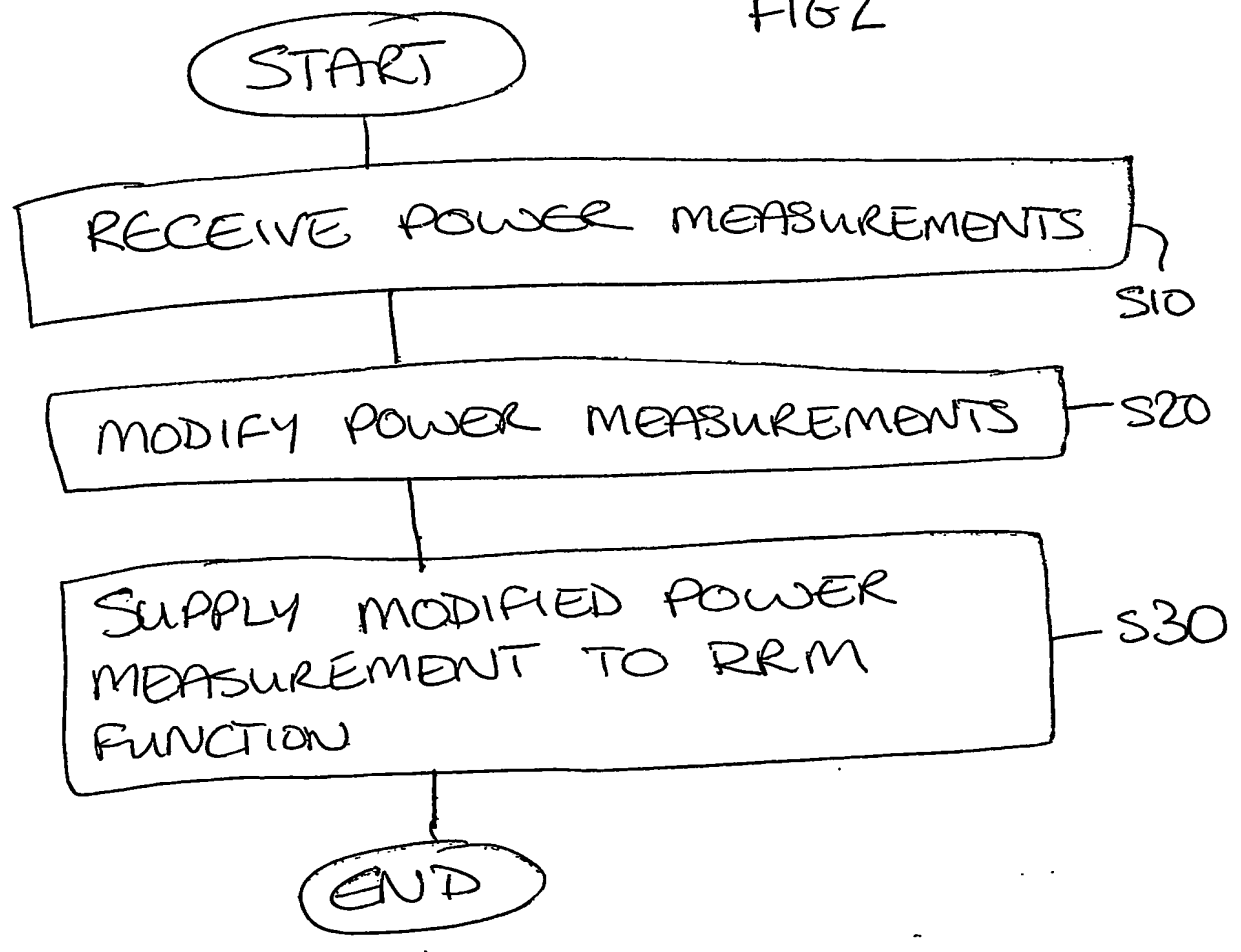 FIG 2
START
RECEIVE POWER MEASUREMENTS
S10
MODIFY POWER MEASUREMENTS
S20
SUPPLY MODIFIED POWER
MEASUREMENT TO RRM
FUNCTION
S30
END